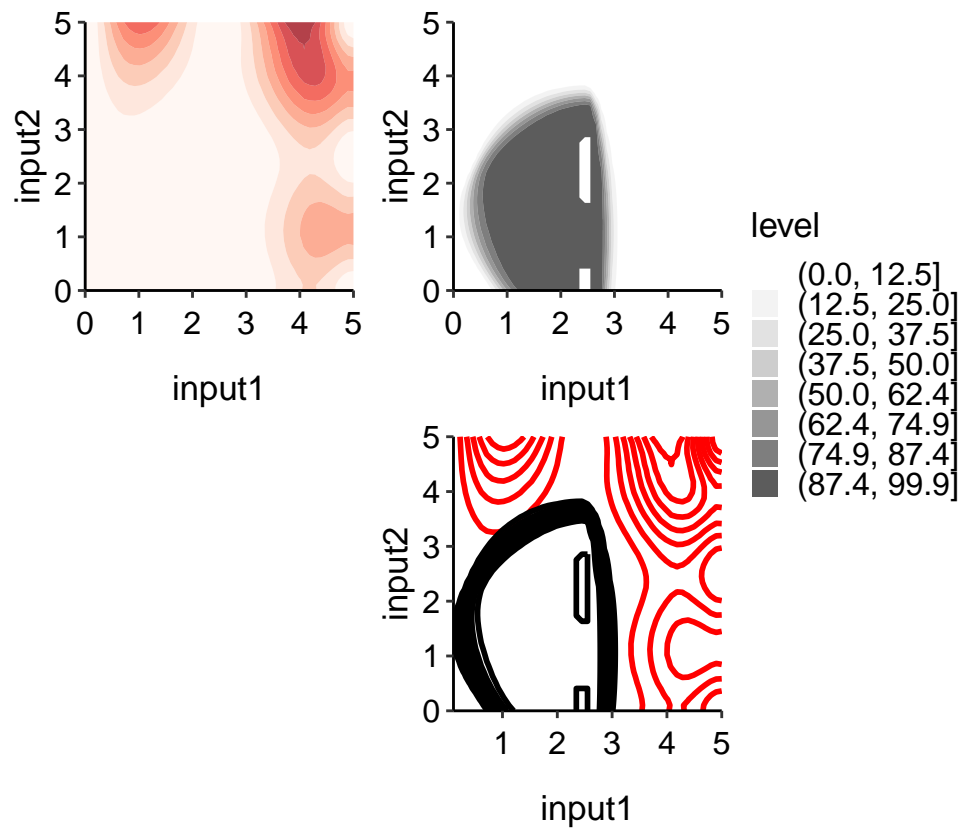 5
4
3
2
1
0
input2
0 1 2 3 4 5
input1
5
4
3
2
1
0
input2
0 1 2 3 4 5
input1
level
(0.0, 12.5]
(12.5, 25.0]
(25.0, 37.5]
(37.5, 50.0]
(50.0, 62.4]
(62.4, 74.9]
(74.9, 87.4]
(87.4, 99.9]
5
4
3
2
1
0
input2
1 2 3 4 5
input1